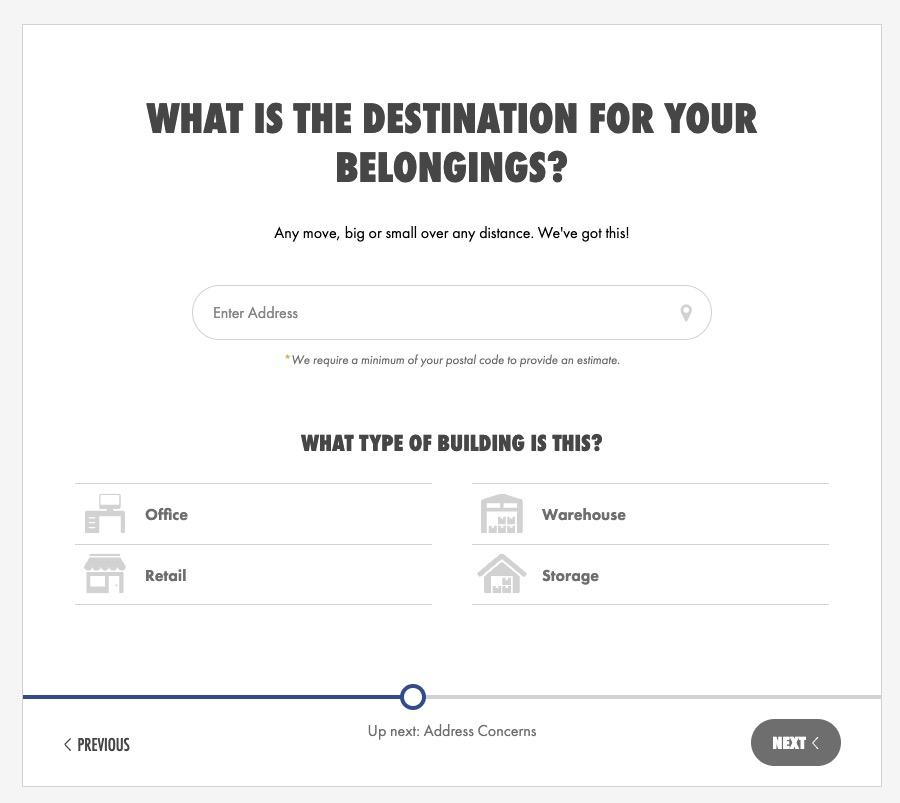 WHAT IS THE DESTINATION FOR YOUR
BELONGINGS?
Any move, big or small over any distance. We've got this!
Enter Address
*We require a minimum of your postal code to provide an estimate.
WHAT TYPE OF BUILDING IS THIS?
Office
Warehouse
Retail
Storage
Up next: Address Concerns
PREVIOUS
NEXT